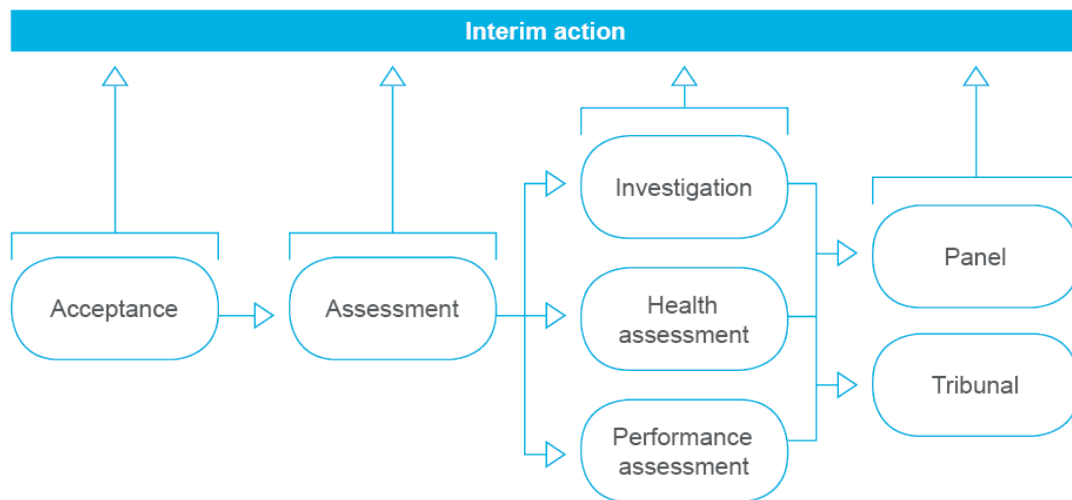 Interim action
Acceptance
Assessment
Investigation
Health
assessment
Performance
assessment
Panel
Tribunal